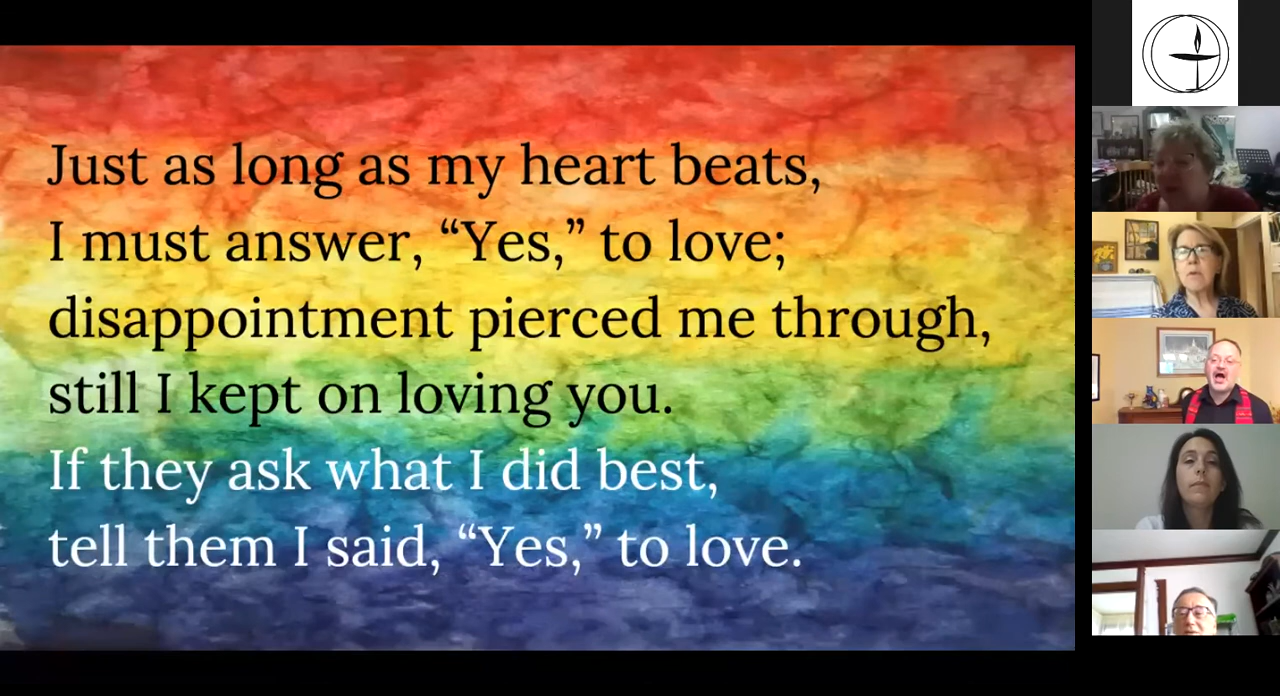 Just as long as my heart beats,
I must answer, “Yes,” to love;
disappointment pierced me through,
still I kept on loving you.
If they ask what I did best,
tell them I said, “Yes,” to love.